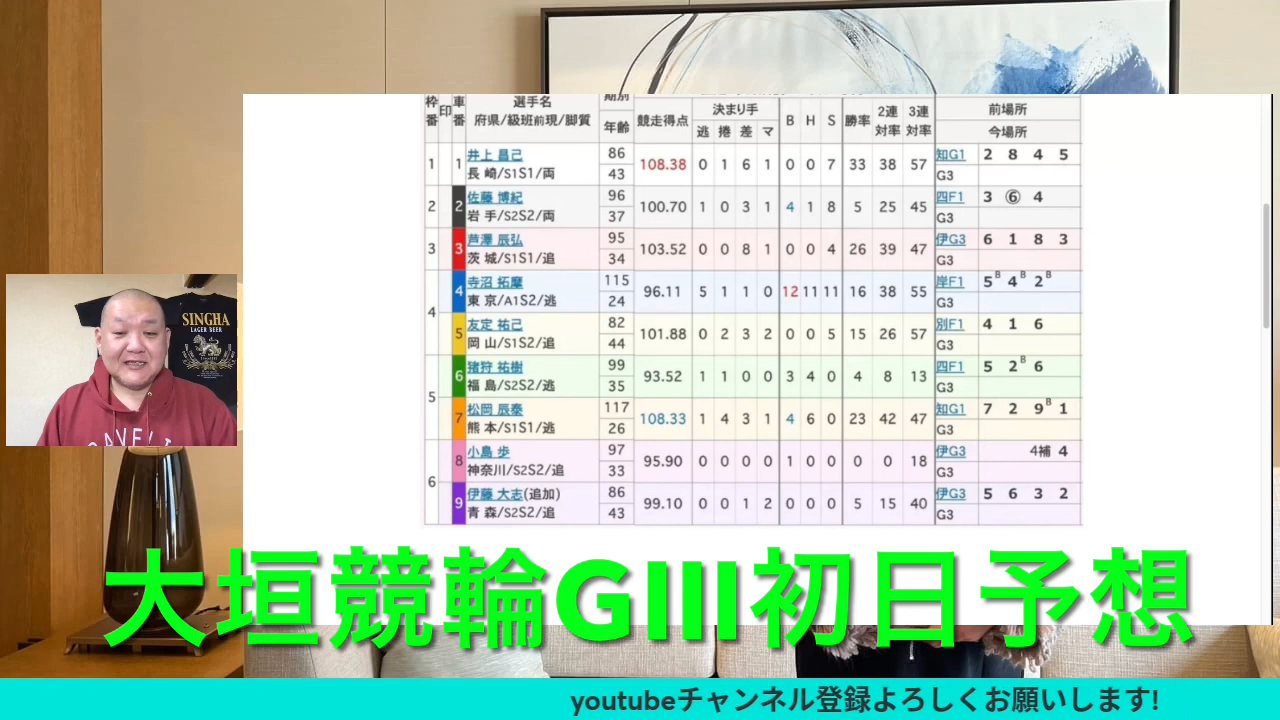 枠 印 車 選手名 期別 競走得点 決まり手 B H S 勝率 2連 3連 前場所
番 番 府県/級班前現/脚質 年齢 逃 捲 差 マ 対率 対率 今場所
1 1 井上 昌己 86 108.38 0 1 6 1 0 0 7 33 38 57 知G1 2 8 4 5
長 崎/S1S1/両 43 G3
2 2 佐藤 博紀 96 100.70 1 0 3 1 4 1 8 5 25 45 四F1 3 ⑥ 4
岩 手/S2S2/両 37 G3
3 3 芦澤 辰弘 95 103.52 0 0 8 1 0 0 4 26 39 47 伊G3 6 1 8 3
茨 城/S1S1/追 34 G3
4 4 寺沼 拓摩 115 96.11 5 1 1 0 12 11 11 16 38 55 岸F1 5B 4B 2B
東 京/A1S2/逃 24 G3
5 友定 祐己 82 101.88 0 2 3 2 0 0 5 15 26 57 別F1 4 1 6
岡 山/S1S2/追 44 G3
5 6 猪狩 祐樹 99 93.52 1 1 0 0 3 4 0 4 8 13 四F1 5 2B 6
福 島/S2S2/逃 35 G3
7 松岡 辰泰 117 108.33 1 4 3 1 4 6 0 23 42 47 知G1 7 2 9B 1
熊 本/S1S1/逃 26 G3
6 8 小島 歩 97 95.90 0 0 0 0 1 0 0 0 0 18 伊G3 4補 4
神奈川/S2S2/追 33 G3
9 伊藤 大志(追加) 86 99.10 0 0 1 2 0 0 0 5 15 40 伊G3 5 6 3 2
青 森/S2S2/追 43 G3
SINGHA
LAGER BEER
大垣競輪GIII初日予想
youtubeチャンネル登録よろしくお願いします!